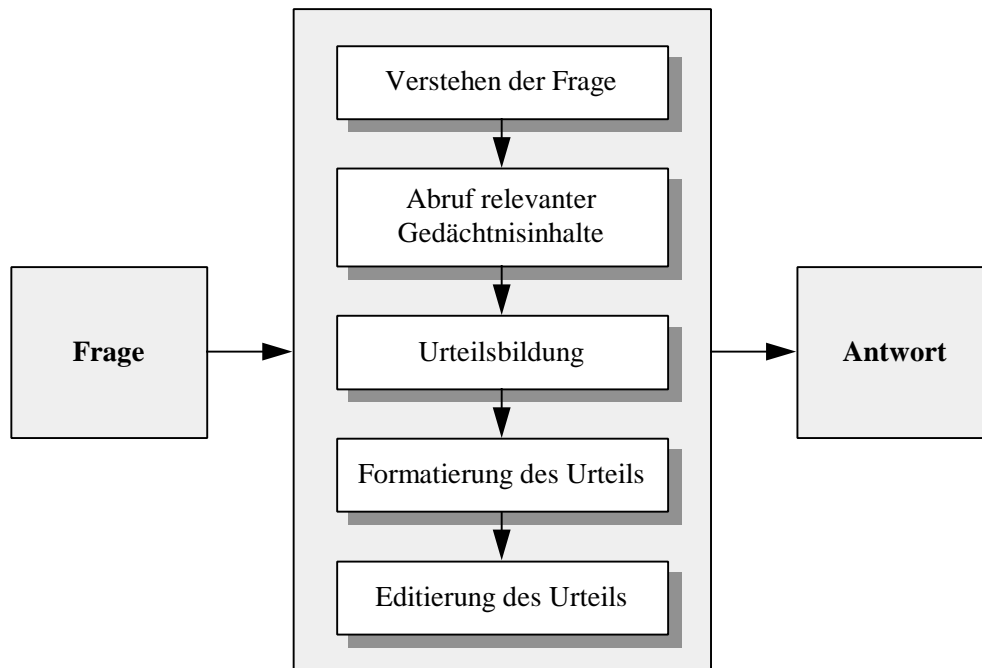 Frage
Verstehen der Frage
Abruf relevanter
Gedächtnisinhalte
Urteilsbildung
Formatierung des Urteils
Editierung des Urteils
Antwort